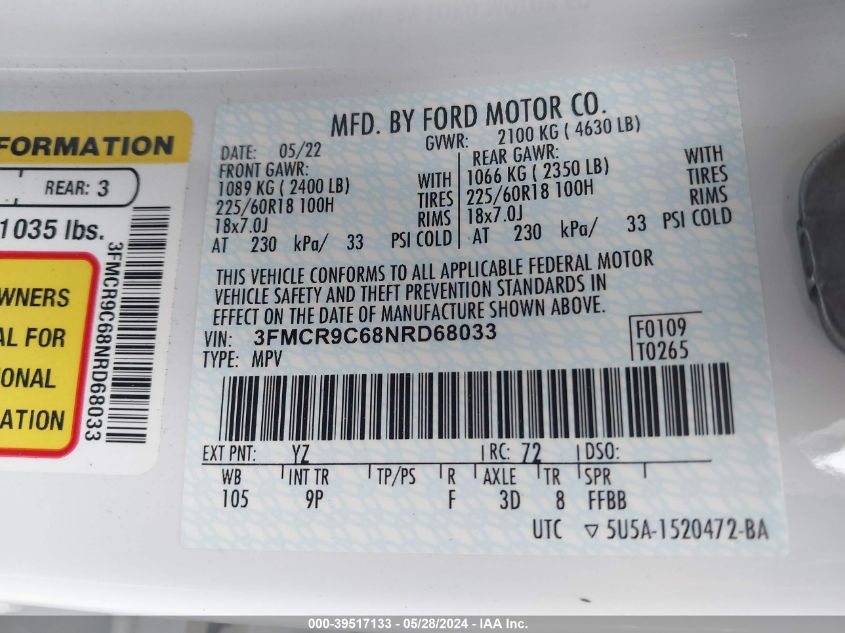 FORMATION
REAR: 3
1035 lbs.
WNERS
AL FOR
IONAL
ATION
3FMCR9C68NRD68033
MFD. BY FORD MOTOR CO.
DATE: 05/22 GVWR: 2100 KG ( 4630 LB)
FRONT GAWR:
1089 KG ( 2400 LB) WITH
225/60R18 100H TIRES
18x7.0J RIMS
AT 230 kPa/ 33 PSI COLD
REAR GAWR: WITH
1066 KG ( 2350 LB) TIRES
225/60R18 100H RIMS
18x7.0J
AT 230 kPa/ 33 PSI COLD
THIS VEHICLE CONFORMS TO ALL APPLICABLE FEDERAL MOTOR
VEHICLE SAFETY AND THEFT PREVENTION STANDARDS IN
EFFECT ON THE DATE OF MANUFACTURE SHOWN ABOVE.
VIN: 3FMCR9C68NRD68033
TYPE: MPV
F0109
T0265
EXT PNT: YZ RC: 72 DSO:
WB INT TR TP/PS R AXLE TR SPR
105 9P F 3D 8 FFBB
UTC ▽ 5U5A-1520472-BA
000-39517133 - 05/28/2024 - IAA Inc.